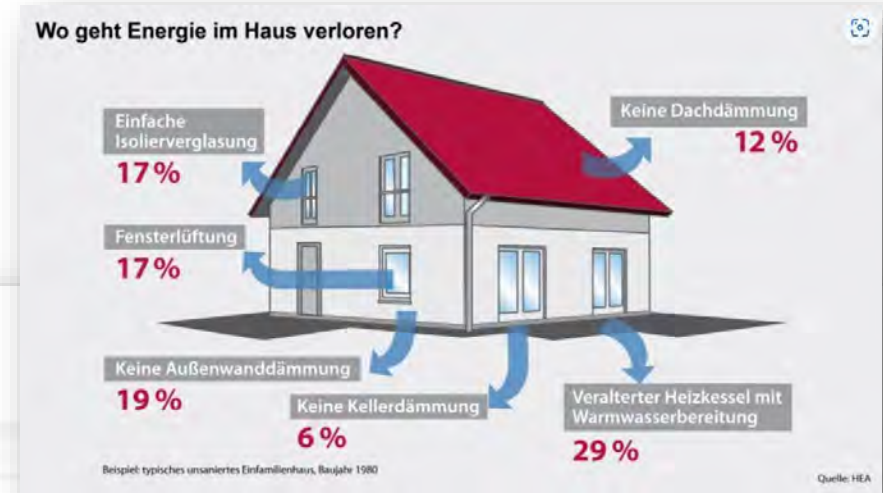 Wo geht Energie im Haus verloren?
Einfache
Isolierverglasung
17 %
Keine Dachdämmung
12 %
Fensterlüftung
17 %
Keine Außenwanddämmung
19 %
Keine Kellerdämmung
6 %
Veralterter Heizkessel mit
Warmwasserbereitung
29 %
Beispiel: typisches unsaniertes Einfamilienhaus, Baujahr 1980
Quelle: HEA